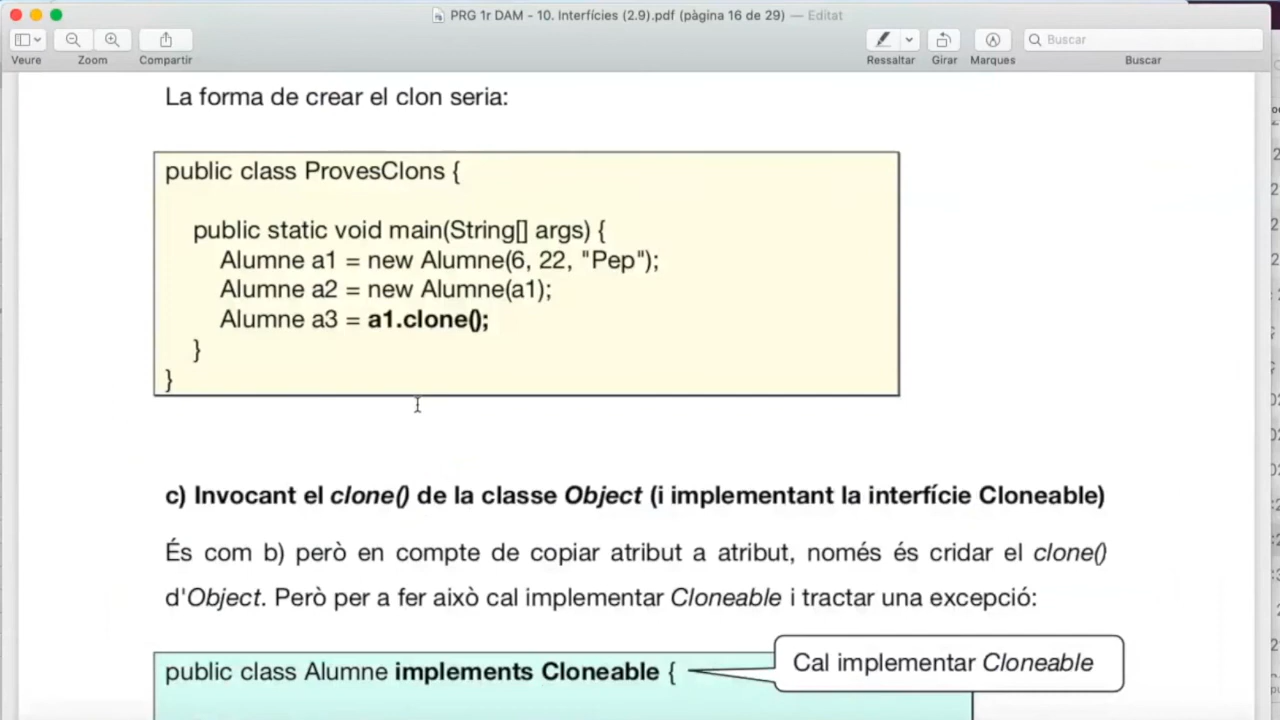 PRG 1r DAM - 10. Interfícies (2.9).pdf (pàgina 16 de 29) — Editat
Veure
Zoom
Compartir
Ressaltar
Girar
Marques
Buscar
Buscar
La forma de crear el clon seria:
public class ProvesClons {
public static void main(String[] args) {
Alumne a1 = new Alumne(6, 22, "Pep");
Alumne a2 = new Alumne(a1);
Alumne a3 = a1.clone();
}
}
c) Invocant el clone() de la classe Object (i implementant la interfície Cloneable)
És com b) però en compte de copiar atribut a atribut, només és cridar el clone()
d'Object. Però per a fer això cal implementar Cloneable i tractar una excepció:
public class Alumne implements Cloneable {
Cal implementar Cloneable